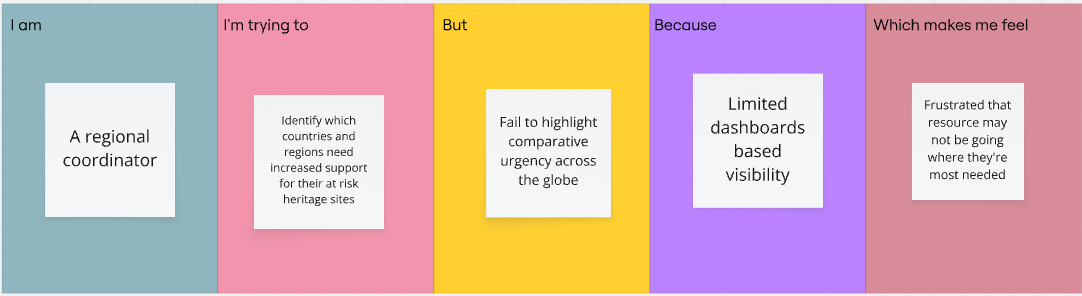 I am
A regional
coordinator
I'm trying to
Identify which
countries and
regions need
increased support
for their at risk
heritage sites
But
Fail to highlight
comparative
urgency across
the globe
Because
Limited
dashboards
based
visibility
Which makes me feel
Frustrated that
resource may
not be going
where they're
most needed